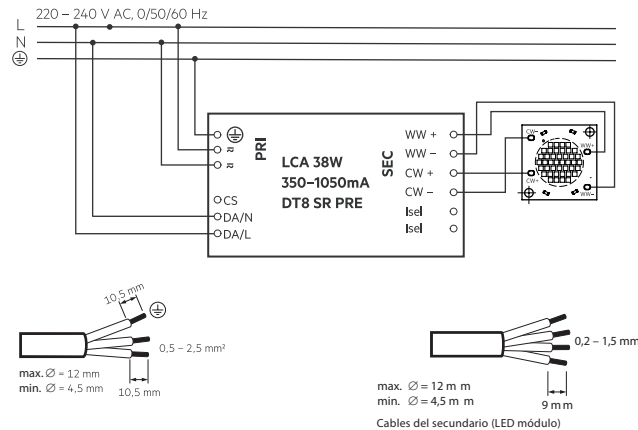 220 – 240 V AC, 0/50/60 Hz
L
N
PRI
LCA 38W
350–1050mA
DT8 SR PRE
SEC
≈
≈
CS
DA/N
DA/L
WW +
WW –
CW +
CW –
Isel
Isel
CW–
WW+
CW+
WW–
10,5 mm
0,5 – 2,5 mm²
max. Ø = 12 mm
min. Ø = 4,5 mm
10,5 mm
0,2 – 1,5 mm
max. Ø = 12 m m
min. Ø = 4,5 m m
9 mm
Cables del secundario (LED módulo)